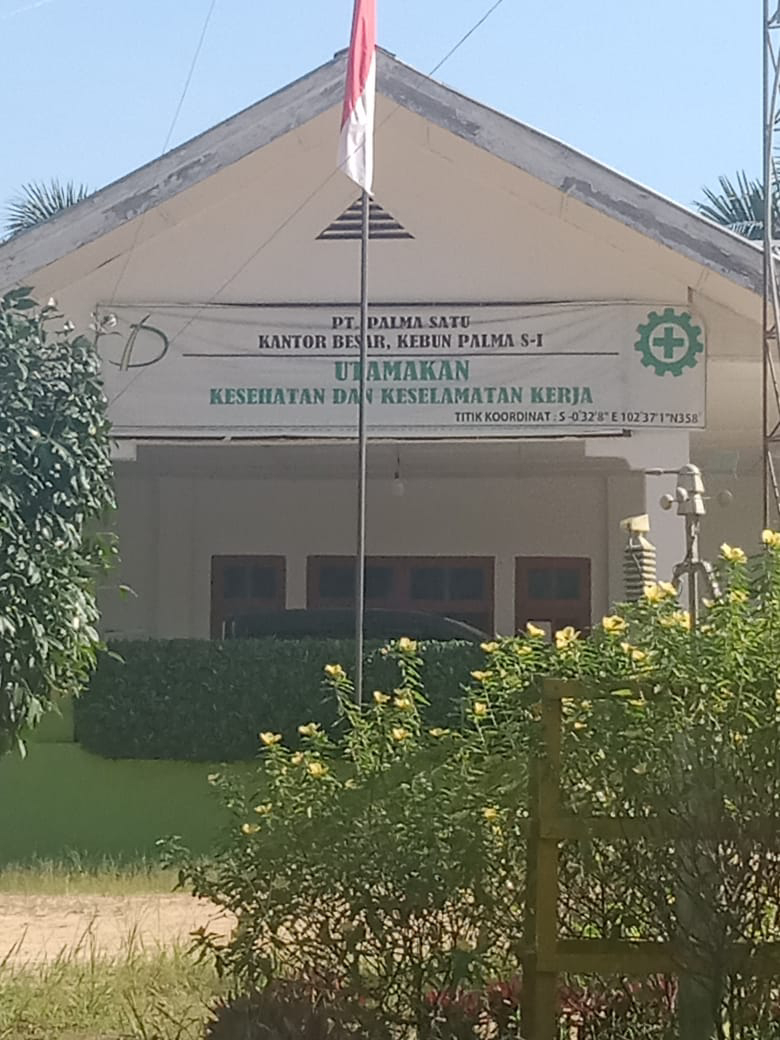 PT. PALMA SATU
KANTOR BESAR, KEBUN PALMA S-I
UTAMAKAN
KESEHATAN DAN KESELAMATAN KERJA
TITIK KOORDINAT : S -0°32'8" E 102°37'1"N358°